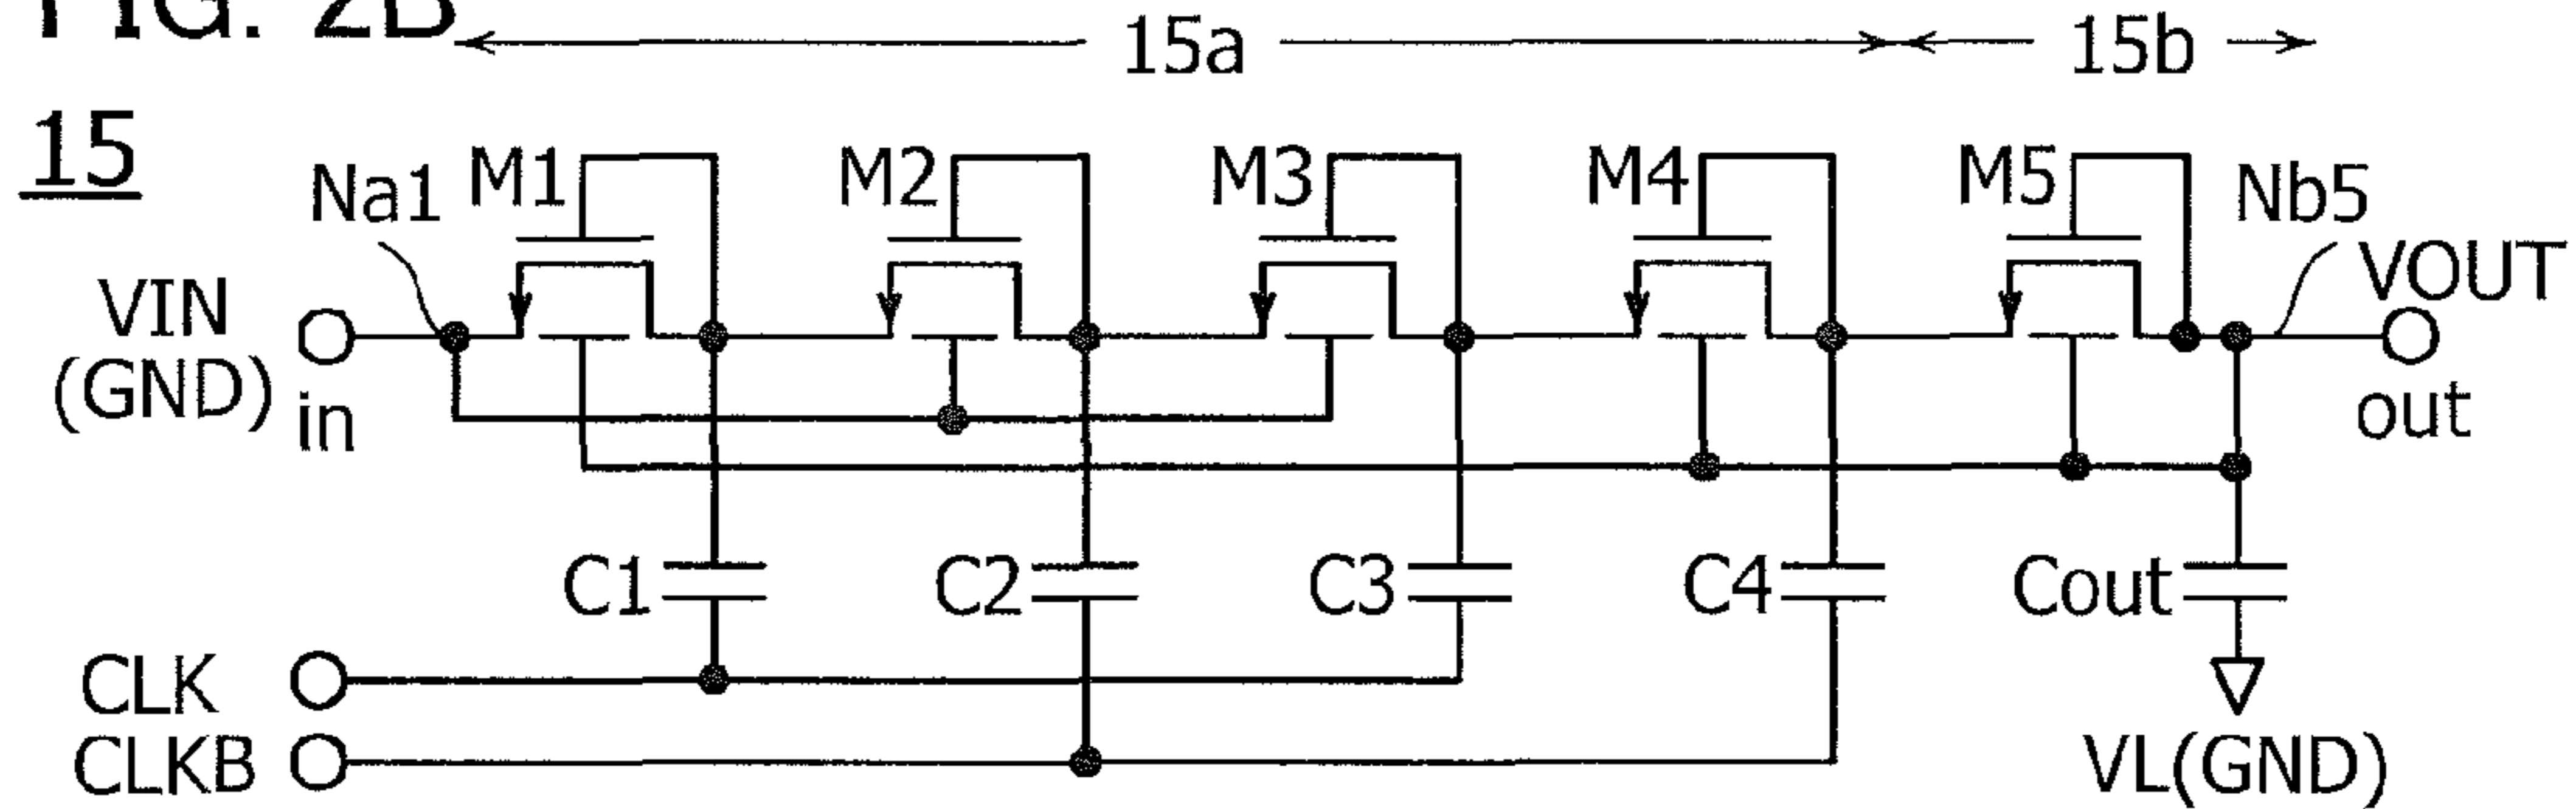 FIG. 2B
15a
15b
15
Na1
M1
M2
M3
M4
M5
Nb5
VIN
(GND)
in
VOUT
out
C1
C2
C3
C4
Cout
CLK
CLKB
VL(GND)